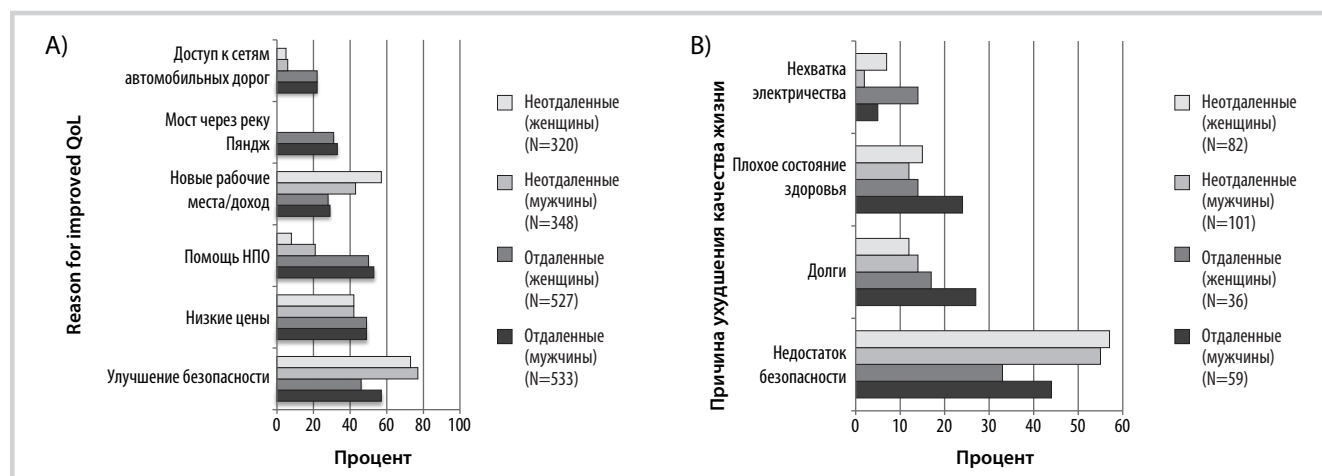 A)
Reason for improved QoL
Доступ к сетям
автомобильных дорог
Мост через реку
Пяндж
Новые рабочие
места/доход
Помощь НПО
Низкие цены
Улучшение безопасности
0 20 40 60 80 100
Процент
Неотдаленные
(женщины)
(N=320)
Неотдаленные
(мужчины)
(N=348)
Отдаленные
(женщины)
(N=527)
Отдаленные
(мужчины)
(N=533)
B)
Причина ухудшения качества жизни
Нехватка
электричества
Плохое состояние
здоровья
Долги
Недостаток
безопасности
0 10 20 30 40 50 60
Процент
Неотдаленные
(женщины)
(N=82)
Неотдаленные
(мужчины)
(N=101)
Отдаленные
(женщины)
(N=36)
Отдаленные
(мужчины)
(N=59)